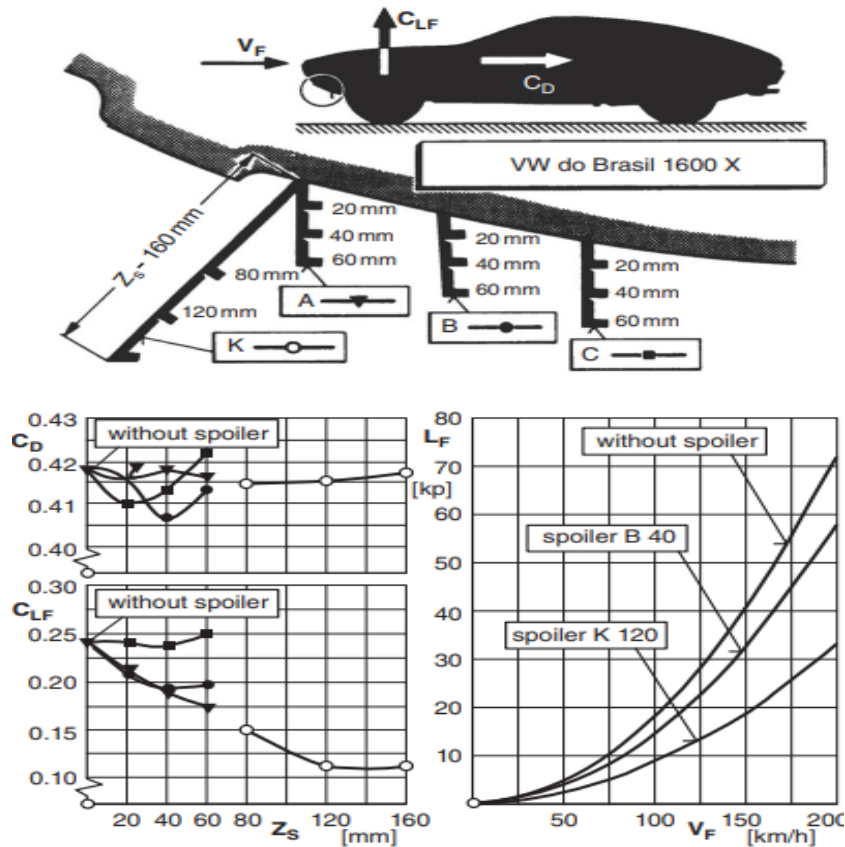 C_LF
V_F
C_D
VW do Brasil 1600 X
Z_S - 160 mm
20 mm
40 mm
60 mm
80 mm
120 mm
A
K
20 mm
40 mm
60 mm
B
20 mm
40 mm
60 mm
C
0.43
C_D
0.42
0.41
0.40
without spoiler
0.30
C_LF
0.25
0.20
0.15
0.10
without spoiler
20 40 60 80 120 160
Z_S [mm]
80
L_F
70
[kp]
60
50
40
30
20
10
without spoiler
spoiler B 40
spoiler K 120
50 100 150 200
V_F [km/h]